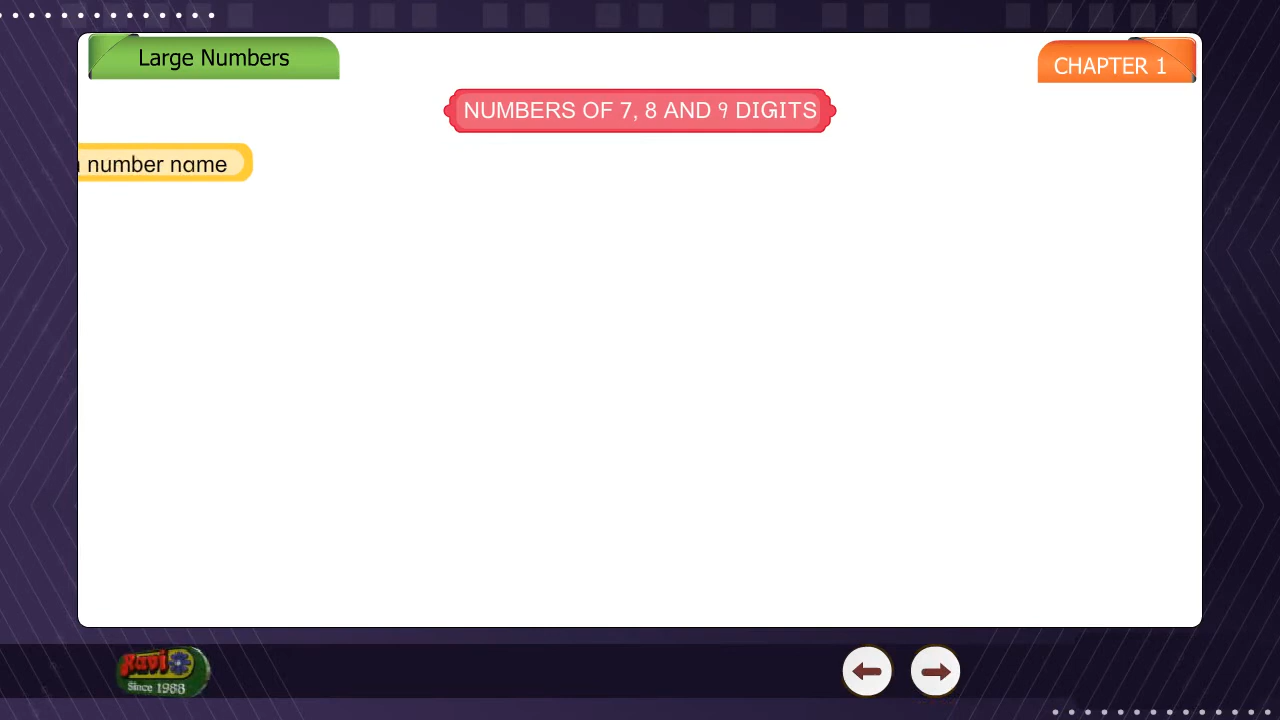 Large Numbers
CHAPTER 1
NUMBERS OF 7, 8 AND 9 DIGITS
number name
Ravi
Since 1988